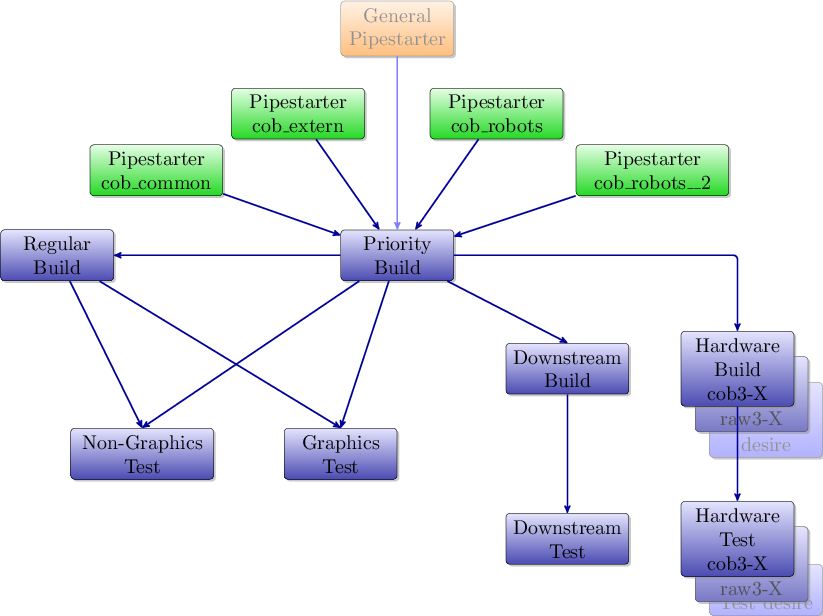 General
Pipestarter
Pipestarter
cob_extern
Pipestarter
cob_robots
Pipestarter
cob_common
Pipestarter
cob_robots__2
Regular
Build
Priority
Build
Hardware
Build
cob3-X
raw3-X
desire
Downstream
Build
Non-Graphics
Test
Graphics
Test
Downstream
Test
Hardware
Test
cob3-X
raw3-X
Test desire